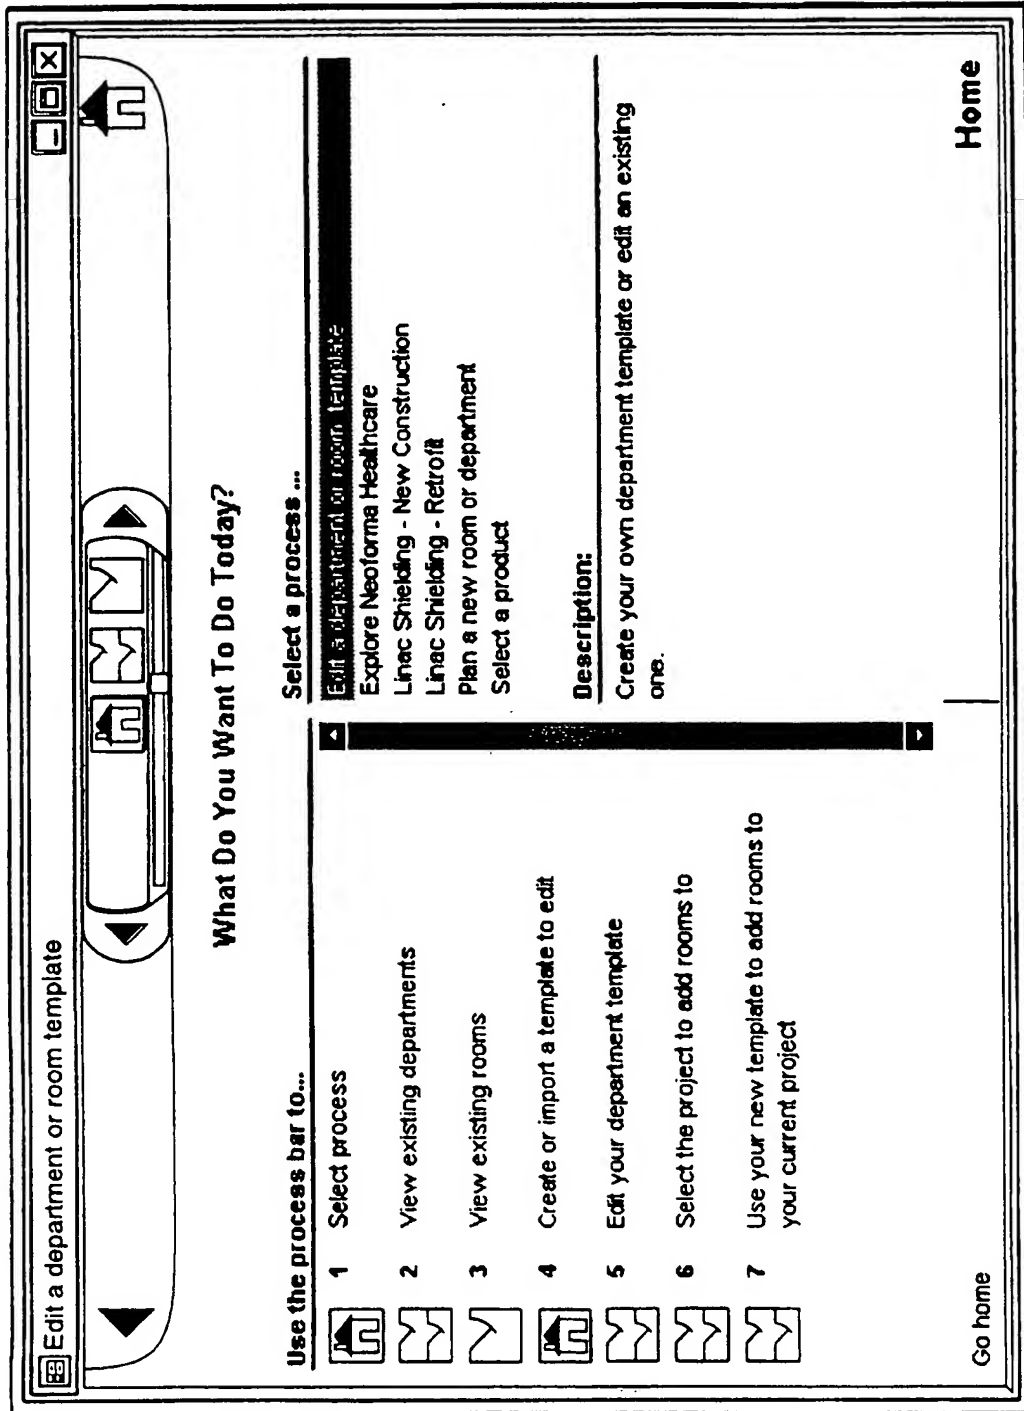 Edit a department or room template
What Do You Want To Do Today?
Use the process bar to...
1 Select process
2 View existing departments
3 View existing rooms
4 Create or import a template to edit
5 Edit your department template
6 Select the project to add rooms to
7 Use your new template to add rooms to
your current project
Select a process ...
Edit a department or room template
Explore Neoforma Healthcare
Linac Shielding - New Construction
Linac Shielding - Retrofit
Plan a new room or department
Select a product
Description:
Create your own department template or edit an existing
one.
Go home
Home